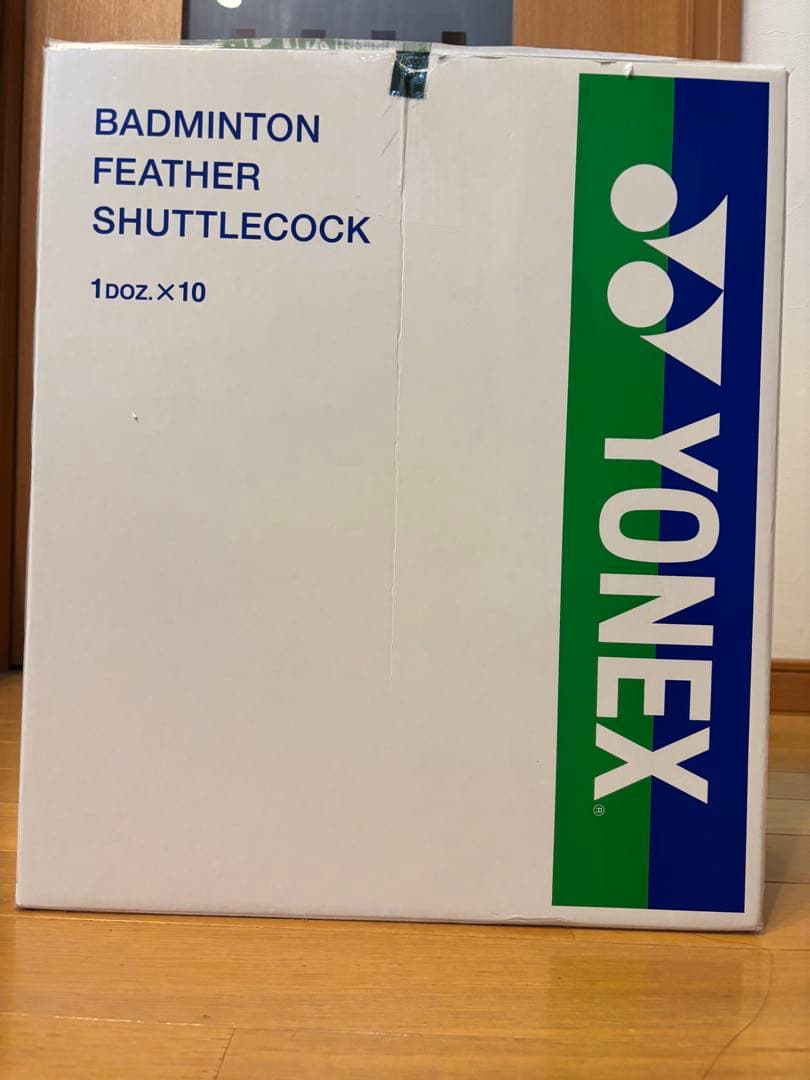 BADMINTON
FEATHER
SHUTTLECOCK
1DOZ.×10
YONEX®